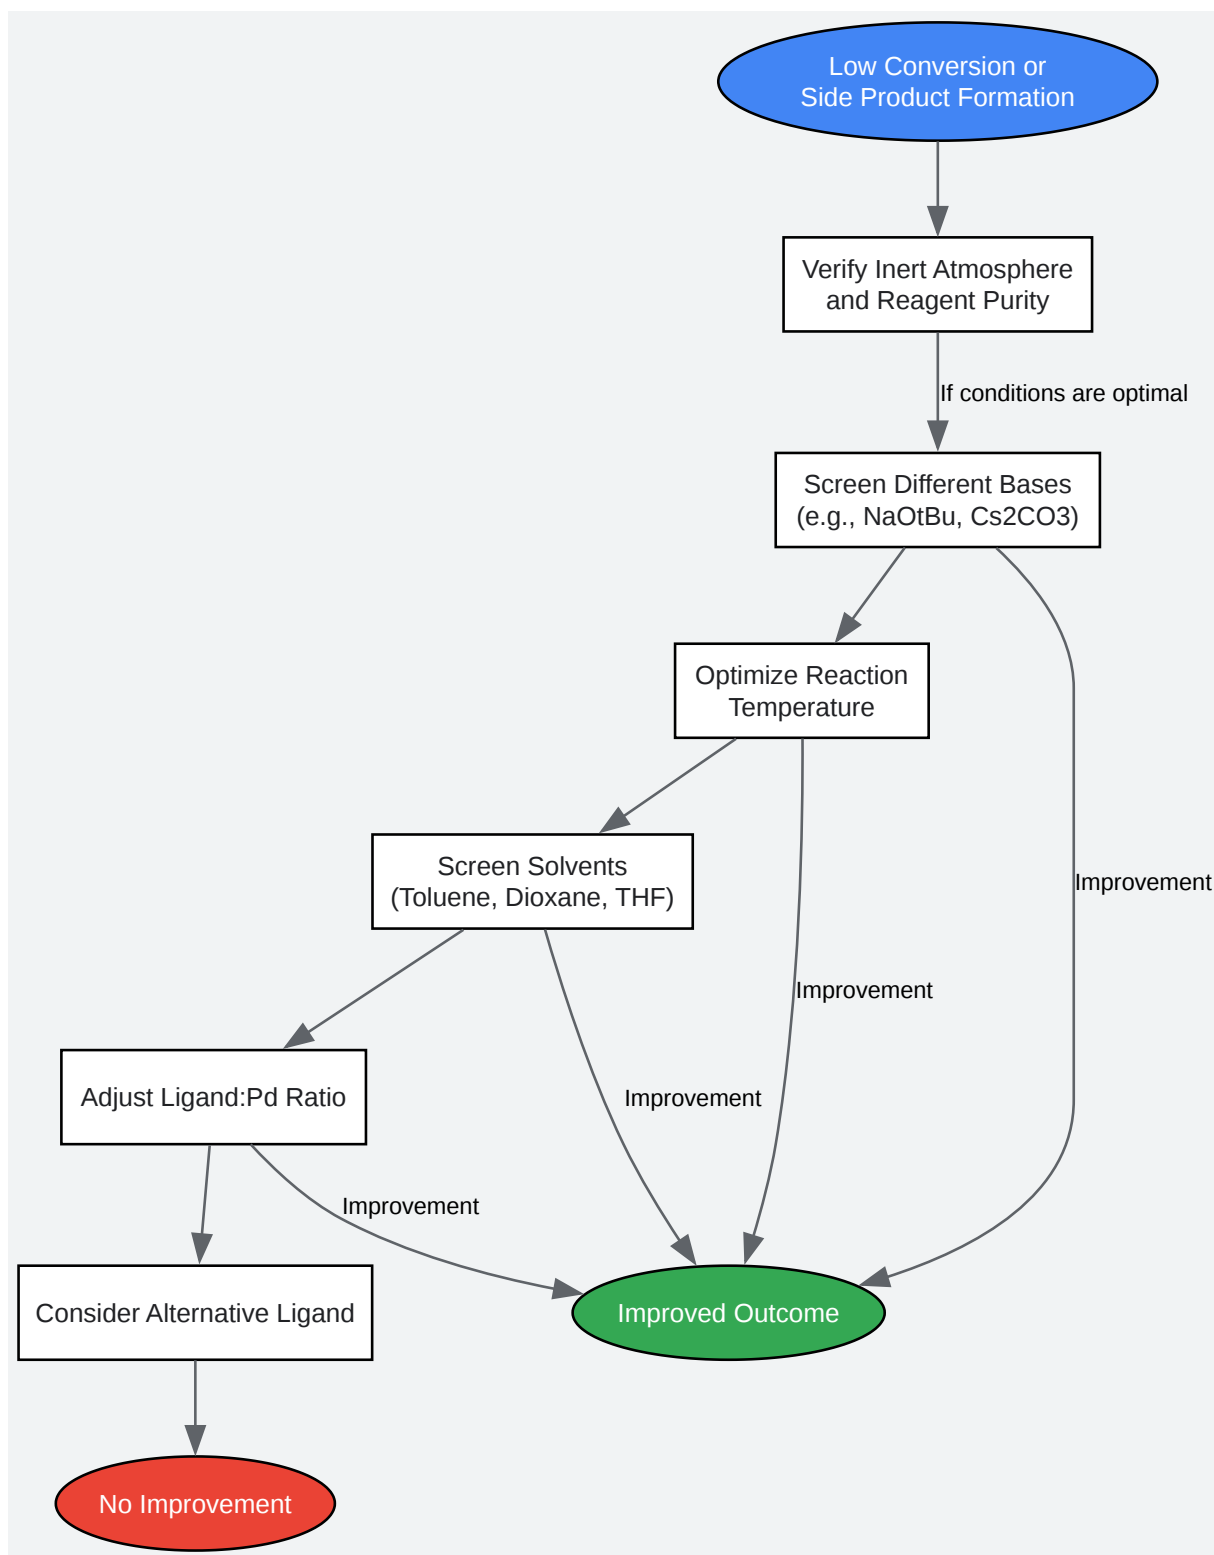 Low Conversion or
Side Product Formation
Verify Inert Atmosphere
and Reagent Purity
If conditions are optimal
Screen Different Bases
(e.g., NaOtBu, Cs2CO3)
Optimize Reaction
Temperature
Screen Solvents
(Toluene, Dioxane, THF)
Improvement
Improvement
Adjust Ligand:Pd Ratio
Improvement
Improvement
Consider Alternative Ligand
Improved Outcome
No Improvement